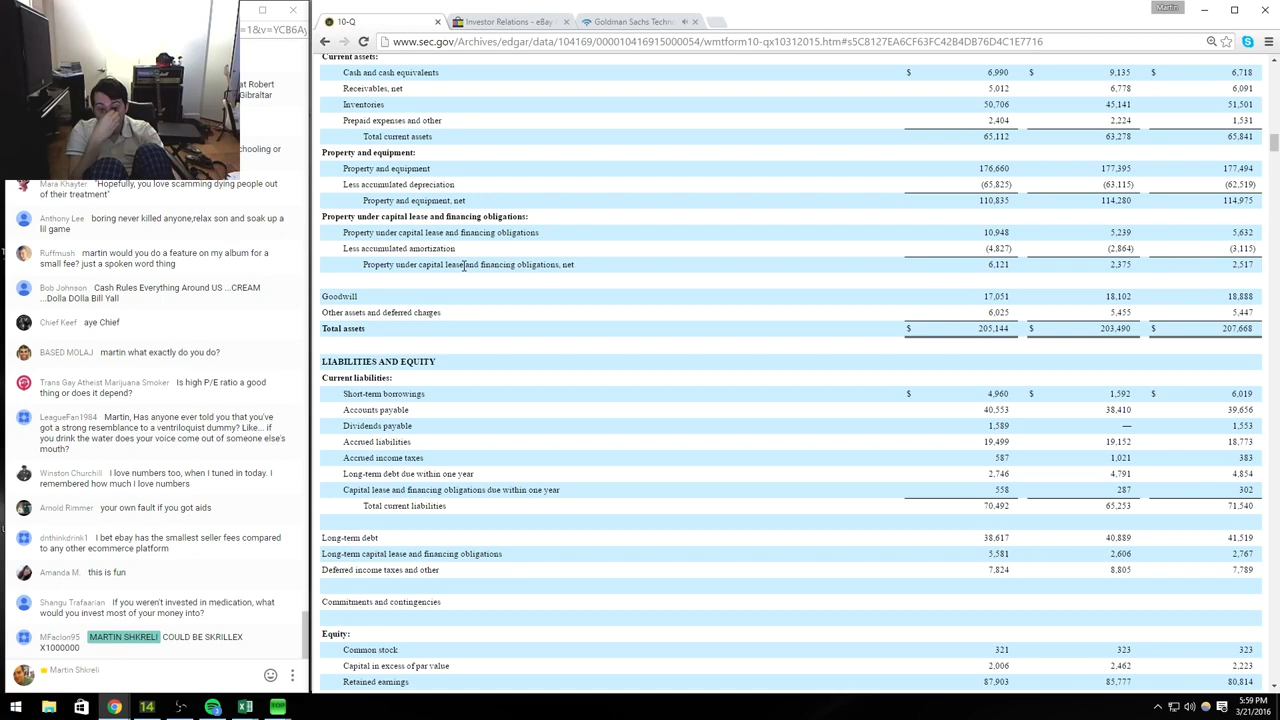 =1&v=YCB6Ay
at Robert
Gibraltar
chooling or
Mara Khayter "Hopefully, you love scamming dying people out
of their treatment"
Anthony Lee boring never killed anyone,relax son and soak up a
lil game
Ruffmush martin would you do a feature on my album for a
small fee? just a spoken word thing
Bob Johnson Cash Rules Everything Around US ...CREAM
...Dolla DOlla Bill Yall
Chief Keef aye Chief
BASED MOLAJ martin what exactly do you do?
Trans Gay Atheist Marijuana Smoker Is high P/E ratio a good
thing or does it depend?
LeagueFan1984 Martin, Has anyone ever told you that you've
got a strong resemblance to a ventriloquist dummy? Like... if
you drink the water does your voice come out of someone else's
mouth?
Winston Churchill I love numbers too, when I tuned in today. I
remembered how much I love numbers
Arnold Rimmer your own fault if you got aids
dnthinkdrink1 I bet ebay has the smallest seller fees compared
to any other ecommerce platform
Amanda M. this is fun
Shangu Trafaarian If you weren't invested in medication, what
would you invest most of your money into?
MFaclon95 MARTIN SHKRELI COULD BE SKRILLEX
X1000000
Martin Shkreli
10-Q
Investor Relations - eBay
Goldman Sachs Techn
Martin
www.sec.gov/Archives/edgar/data/104169/000010416915000054/wmtform10-qx10312015.htm#s5C8127EA6CF63FC42B4DB76D4C1E7716
Current assets:
Cash and cash equivalents $ 6,990 $ 9,135 $ 6,718
Receivables, net 5,012 6,778 6,091
Inventories 50,706 45,141 51,501
Prepaid expenses and other 2,404 2,224 1,531
Total current assets 65,112 63,278 65,841
Property and equipment:
Property and equipment 176,660 177,395 177,494
Less accumulated depreciation (65,825) (63,115) (62,519)
Property and equipment, net 110,835 114,280 114,975
Property under capital lease and financing obligations:
Property under capital lease and financing obligations 10,948 5,239 5,632
Less accumulated amortization (4,827) (2,864) (3,115)
Property under capital lease and financing obligations, net 6,121 2,375 2,517
Goodwill 17,051 18,102 18,888
Other assets and deferred charges 6,025 5,455 5,447
Total assets $ 205,144 $ 203,490 $ 207,668
LIABILITIES AND EQUITY
Current liabilities:
Short-term borrowings $ 4,960 $ 1,592 $ 6,019
Accounts payable 40,553 38,410 39,656
Dividends payable 1,589 — 1,553
Accrued liabilities 19,499 19,152 18,773
Accrued income taxes 587 1,021 383
Long-term debt due within one year 2,746 4,791 4,854
Capital lease and financing obligations due within one year 558 287 302
Total current liabilities 70,492 65,253 71,540
Long-term debt 38,617 40,889 41,519
Long-term capital lease and financing obligations 5,581 2,606 2,767
Deferred income taxes and other 7,824 8,805 7,789
Commitments and contingencies
Equity:
Common stock 321 323 323
Capital in excess of par value 2,006 2,462 2,223
Retained earnings 87,903 85,777 80,814
14
TOP
5:59 PM
3/21/2016